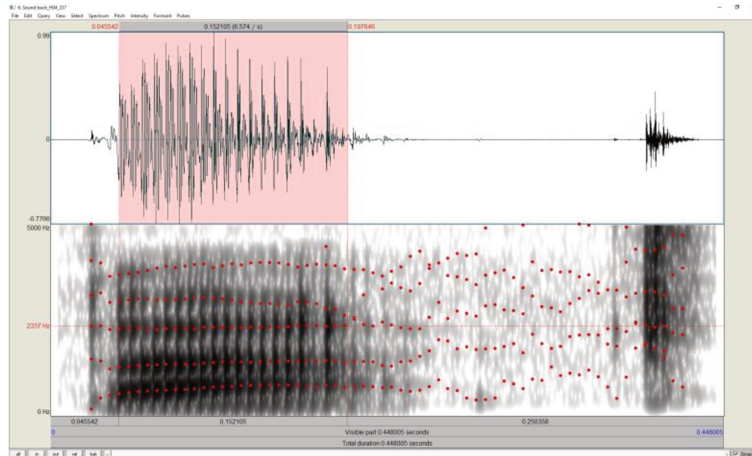 6. Sound back_M04_237
File Edit Query View Select Spectrum Pitch Intensity Formant Pulses
0.045542 0.152105 (6.574 / s) 0.197646
0.99
0
-0.7766
5000 Hz
2337 Hz
0 Hz
0.045542 0.152105 0.250358
0 Visible part 0.448005 seconds 0.448005
Total duration 0.448005 seconds
all in out sel bak